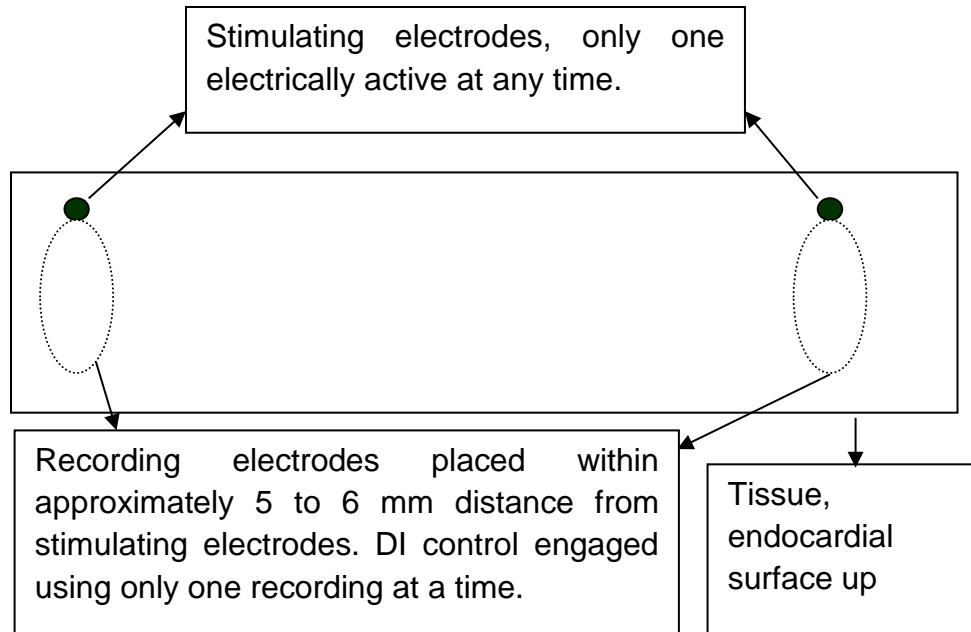 Stimulating electrodes, only one
electrically active at any time.
Recording electrodes placed within
approximately 5 to 6 mm distance from
stimulating electrodes. DI control engaged
using only one recording at a time.
Tissue,
endocardial
surface up